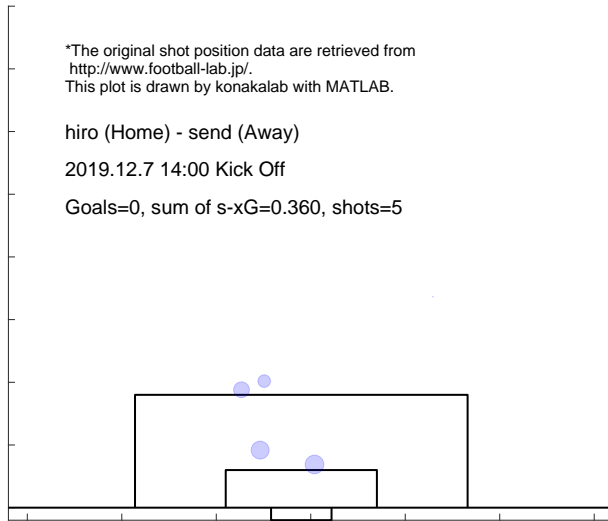 *The original shot position data are retrieved from
http://www.football-lab.jp/.
This plot is drawn by konakalab with MATLAB.
hiro (Home) - send (Away)
2019.12.7 14:00 Kick Off
Goals=0, sum of s-xG=0.360, shots=5